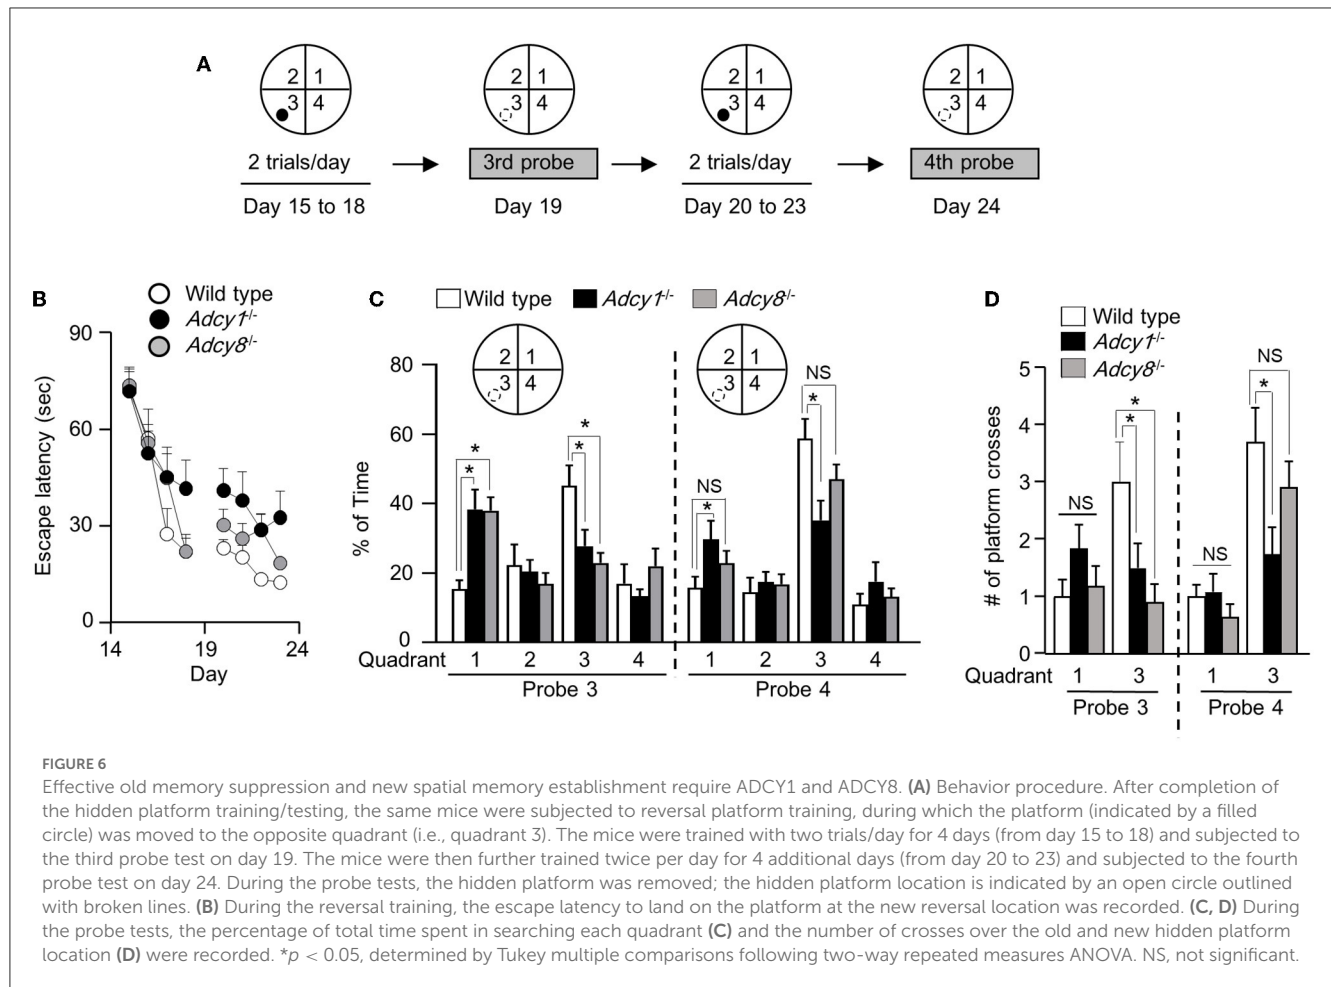 A
2 1
3 4
2 1
3 4
2 1
3 4
2 1
3 4
2 trials/day
3rd probe
2 trials/day
4th probe
Day 15 to 18
Day 19
Day 20 to 23
Day 24
B
Wild type
Adcy1-/-
Adcy8-/-
90
60
30
0
14
19
24
Escape latency (sec)
Day
C
Wild type
Adcy1-/-
Adcy8-/-
2 1
3 4
2 1
3 4
80
60
40
20
0
% of Time
*
*
*
*
NS
*
NS
*
Quadrant
1 2 3 4
1 2 3 4
Probe 3
Probe 4
D
Wild type
Adcy1-/-
Adcy8-/-
5
4
3
2
1
0
# of platform crosses
NS
*
*
NS
NS
*
Quadrant 1 3 1 3
Probe 3
Probe 4
FIGURE 6
Effective old memory suppression and new spatial memory establishment require ADCY1 and ADCY8. (A) Behavior procedure. After completion of
the hidden platform training/testing, the same mice were subjected to reversal platform training, during which the platform (indicated by a filled
circle) was moved to the opposite quadrant (i.e., quadrant 3). The mice were trained with two trials/day for 4 days (from day 15 to 18) and subjected to
the third probe test on day 19. The mice were then further trained twice per day for 4 additional days (from day 20 to 23) and subjected to the fourth
probe test on day 24. During the probe tests, the hidden platform was removed; the hidden platform location is indicated by an open circle outlined
with broken lines. (B) During the reversal training, the escape latency to land on the platform at the new reversal location was recorded. (C, D) During
the probe tests, the percentage of total time spent in searching each quadrant (C) and the number of crosses over the old and new hidden platform
location (D) were recorded. *p < 0.05, determined by Tukey multiple comparisons following two-way repeated measures ANOVA. NS, not significant.